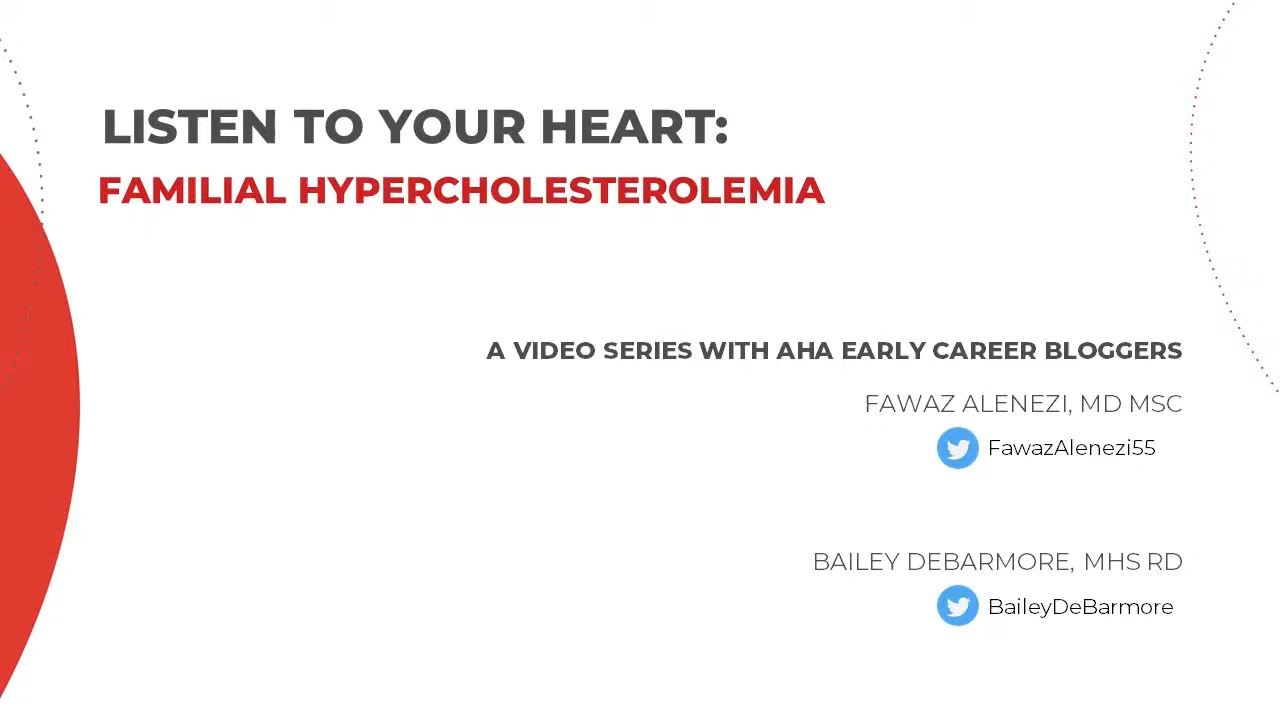 LISTEN TO YOUR HEART:
FAMILIAL HYPERCHOLESTEROLEMIA
A VIDEO SERIES WITH AHA EARLY CAREER BLOGGERS
FAWAZ ALENEZI, MD MSC
FawazAlenezi55
BAILEY DEBARMORE, MHS RD
BaileyDeBarmore